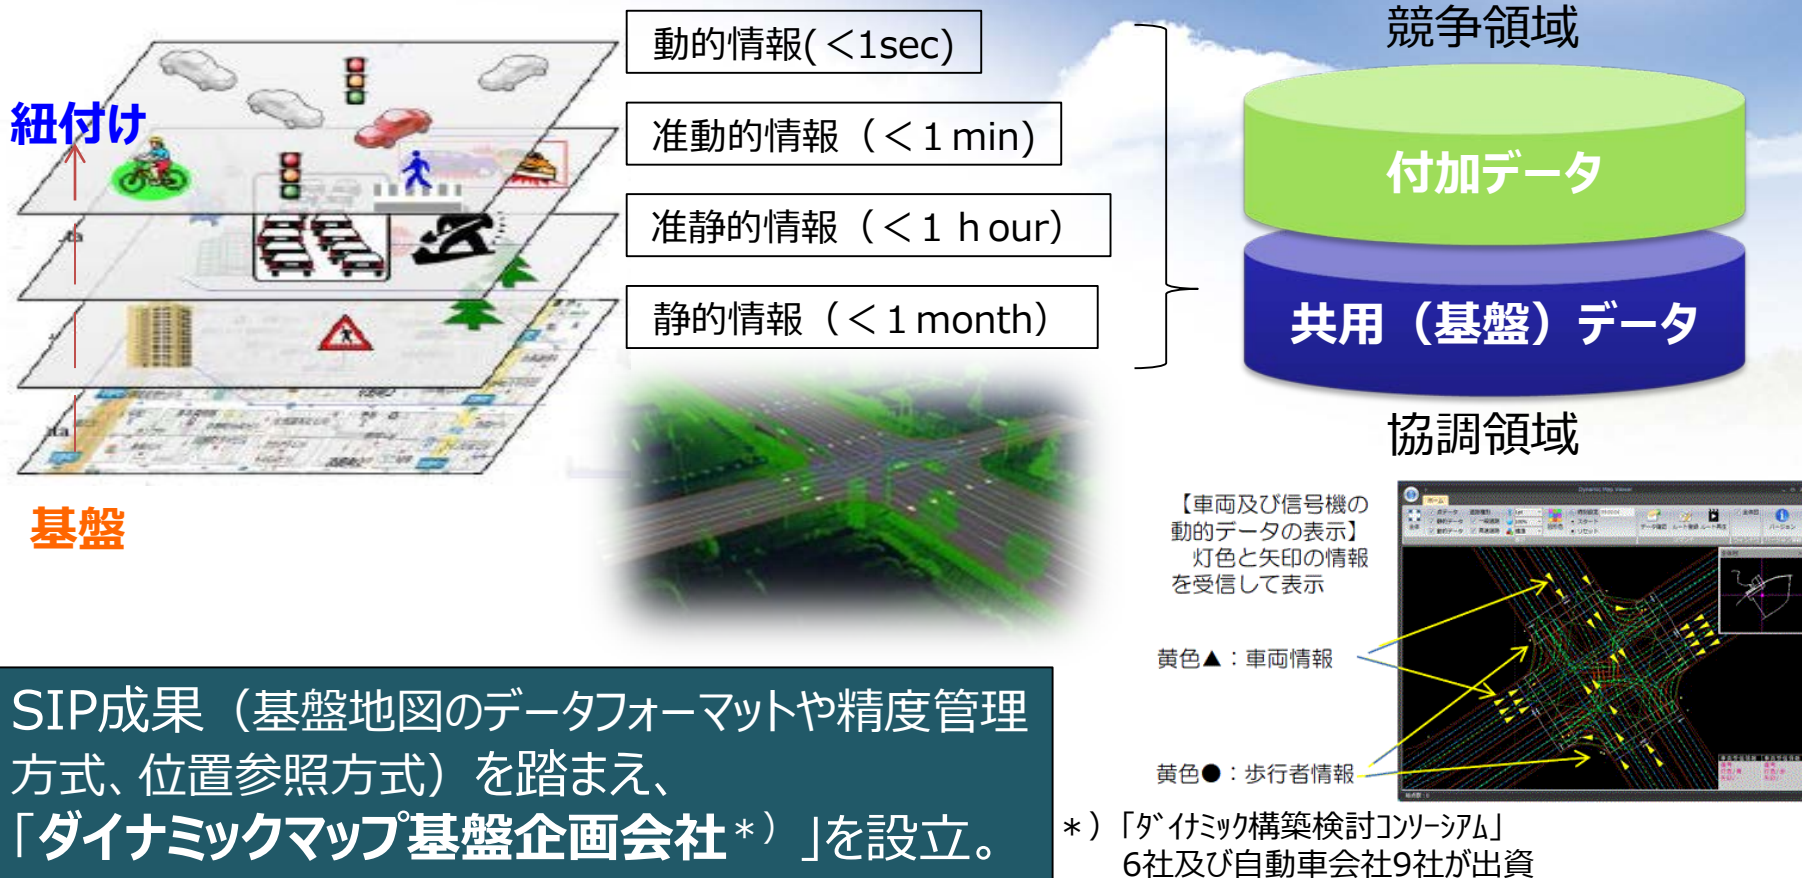 動的情報(＜1sec)
准動的情報（＜１min)
准静的情報（＜１ｈour)
静的情報（＜１month）
紐付け
基盤
競争領域
付加データ
共用（基盤）データ
協調領域
【車両及び信号機の
動的データの表示】
灯色と矢印の情報
を受信して表示
黄色▲：車両情報
黄色●：歩行者情報
Dynamic Map Viewer
ホーム
SIP成果（基盤地図のデータフォーマットや精度管理
方式、位置参照方式）を踏まえ、
「ダイナミックマップ基盤企画会社＊）」を設立。
＊）「ﾀﾞｲﾅﾐｯｸ構築検討ｺﾝｿｰｼｱﾑ」
6社及び自動車会社9社が出資